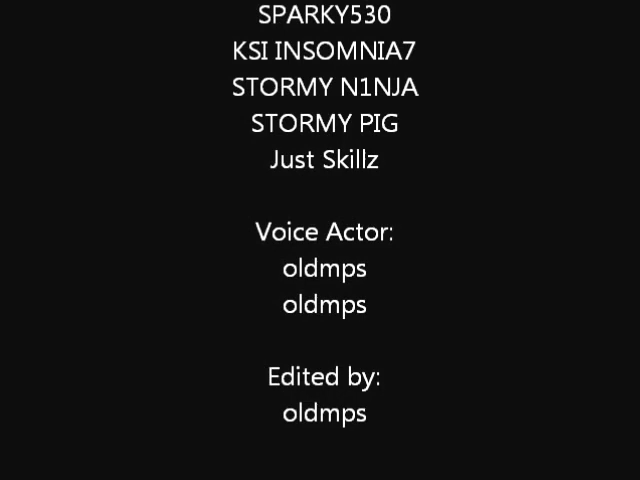 SPARKY530
KSI INSOMNIA7
STORMY N1NJA
STORMY PIG
Just Skillz
Voice Actor:
oldmps
oldmps
Edited by:
oldmps